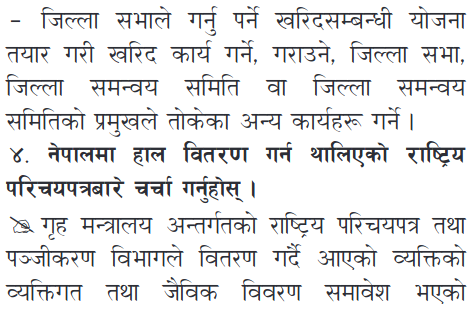 – जिल्ला सभाले गर्नु पर्ने खरिदसम्बन्धी योजना
तयार गरी खरिद कार्य गर्ने, गराउने, जिल्ला सभा,
जिल्ला समन्वय समिति वा जिल्ला समन्वय
समितिको प्रमुखले तोकेका अन्य कार्यहरू गर्ने ।
४. नेपालमा हाल वितरण गर्न थालिएको राष्ट्रिय
परिचयपत्रबारे चर्चा गर्नुहोस् ।
✍ गृह मन्त्रालय अन्तर्गतको राष्ट्रिय परिचयपत्र तथा
पञ्जीकरण विभागले वितरण गर्दै आएको व्यक्तिको
व्यक्तिगत तथा जैविक विवरण समावेश भएको